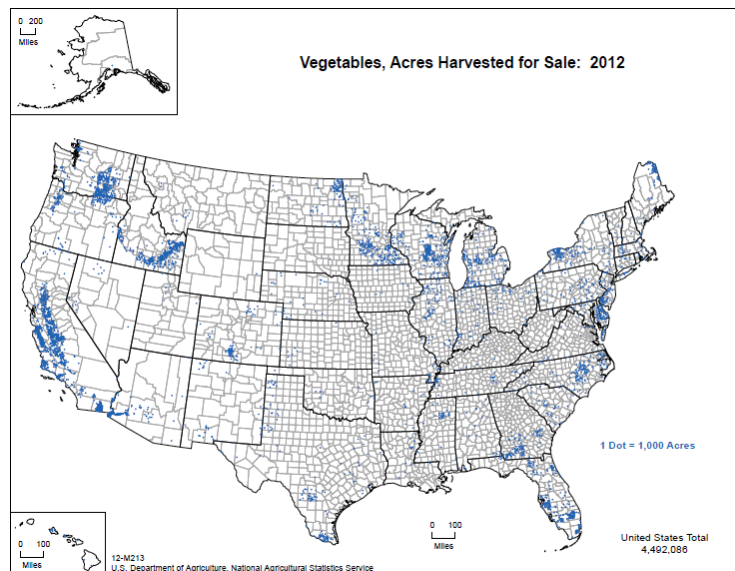 0 200
Miles
Vegetables, Acres Harvested for Sale: 2012
1 Dot = 1,000 Acres
0 100
Miles
0 100
Miles
United States Total
4,492,086
12-M213
U.S. Department of Agriculture, National Agricultural Statistics Service